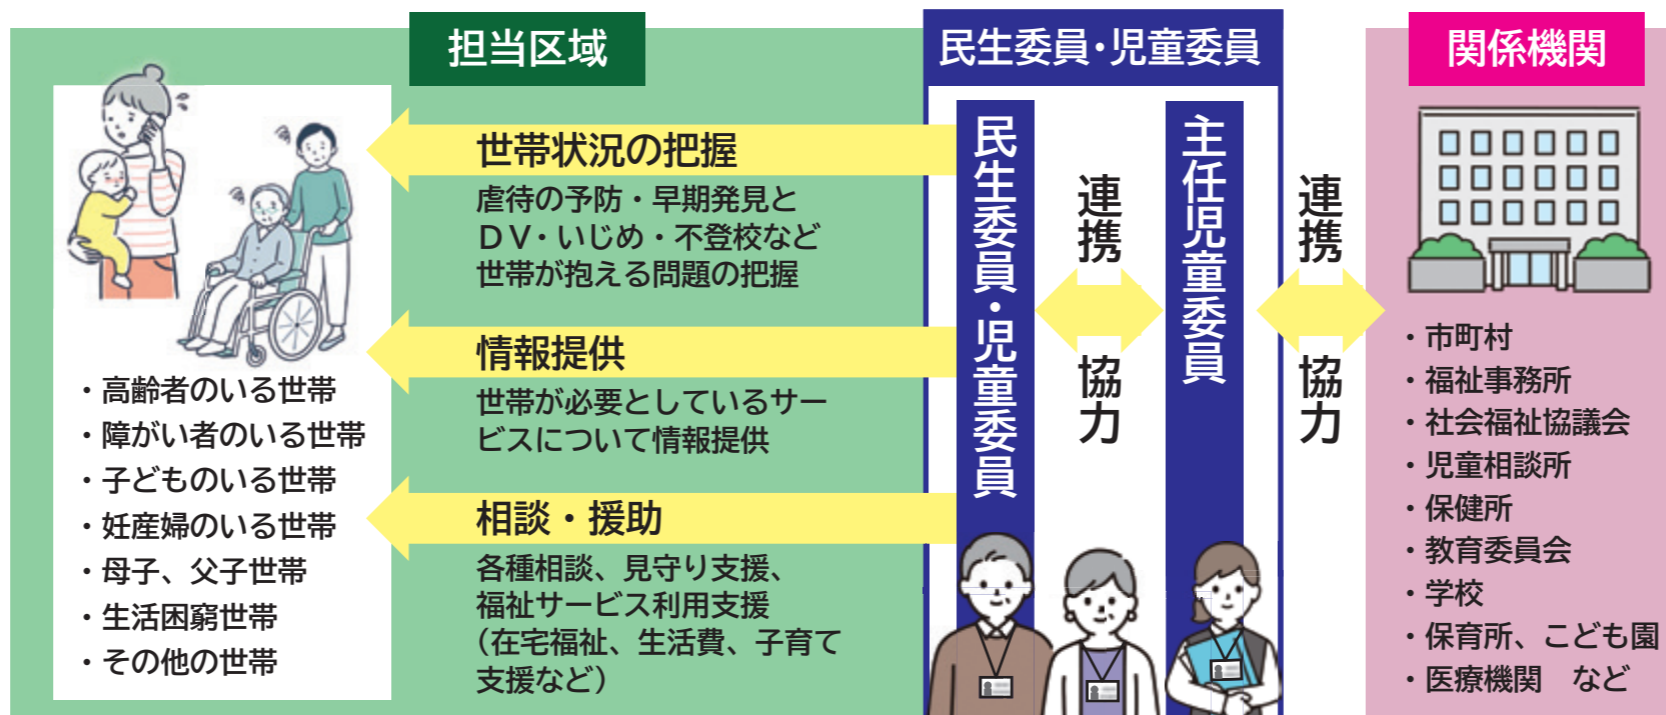 担当区域
・高齢者のいる世帯
・障がい者のいる世帯
・子どものいる世帯
・妊産婦のいる世帯
・母子、父子世帯
・生活困窮世帯
・その他の世帯
世帯状況の把握
虐待の予防・早期発見と
ＤＶ・いじめ・不登校など
世帯が抱える問題の把握
情報提供
世帯が必要としているサー
ビスについて情報提供
相談・援助
各種相談、見守り支援、
福祉サービス利用支援
（在宅福祉、生活費、子育て
支援など）
民生委員・児童委員
民生委員・児童委員
連携
協力
主任児童委員
連携
協力
関係機関
・市町村
・福祉事務所
・社会福祉協議会
・児童相談所
・保健所
・教育委員会
・学校
・保育所、こども園
・医療機関　など